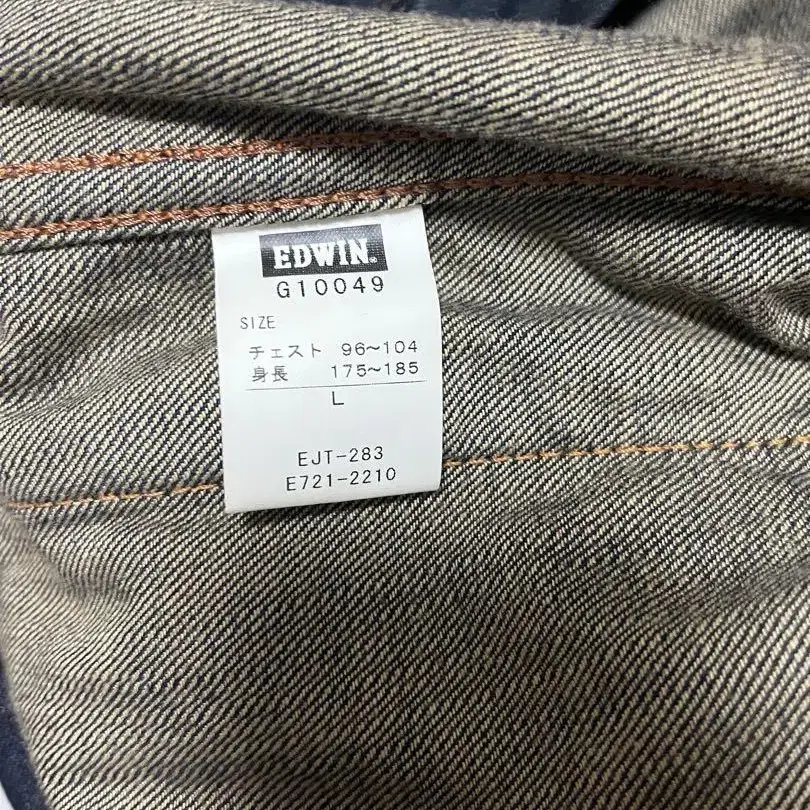 EDWIN®
G10049
SIZE
チェスト 96~104
身長 175~185
L
EJT-283
E721-2210